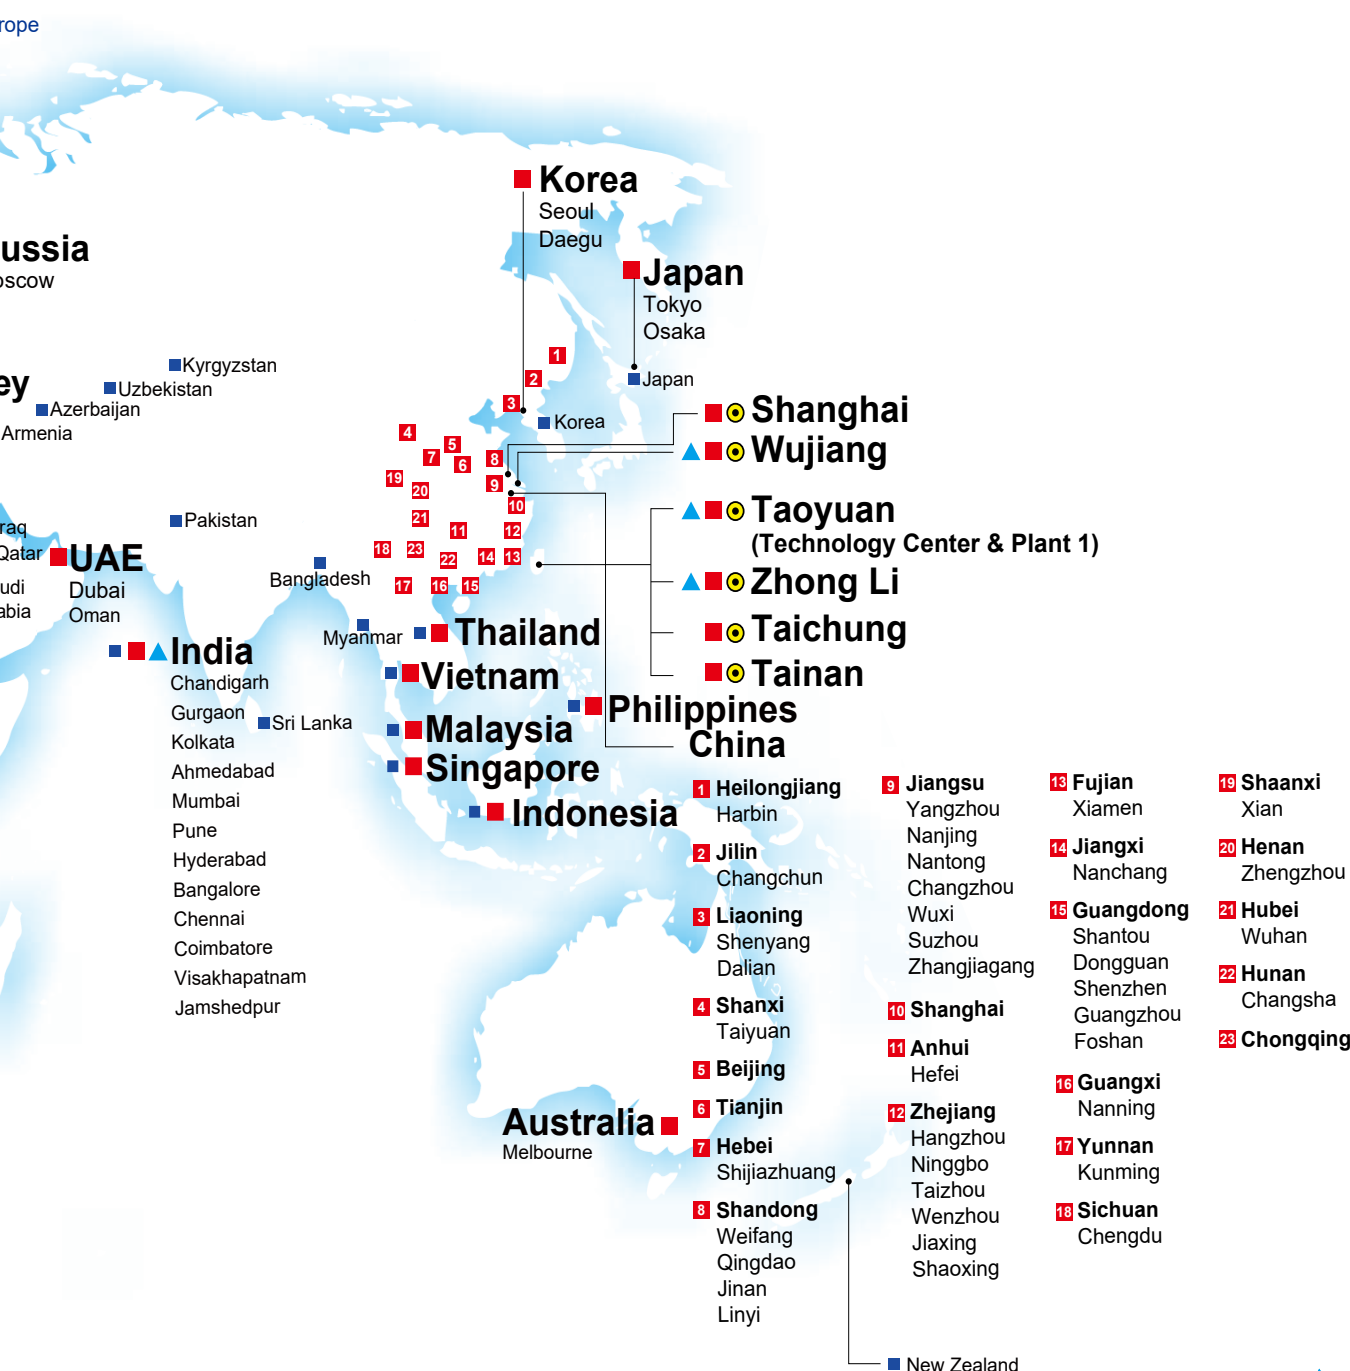 rope
Korea
Seoul
Daegu
ussia
oscow
Japan
Tokyo
Osaka
Kyrgyzstan
Uzbekistan
ey
Azerbaijan
Armenia
Japan
Korea
1
2
3
4
5
6
7
8
9
10
11
12
13
14
15
16
17
18
19
20
21
22
23
Shanghai
Wujiang
Taoyuan
(Technology Center & Plant 1)
Zhong Li
Taichung
Tainan
Pakistan
raq
Qatar
udi
abia
UAE
Dubai
Oman
Bangladesh
Myanmar
Thailand
Vietnam
Malaysia
Singapore
Indonesia
Philippines
India
Chandigarh
Gurgaon
Kolkata
Ahmedabad
Mumbai
Pune
Hyderabad
Bangalore
Chennai
Coimbatore
Visakhapatnam
Jamshedpur
Sri Lanka
Australia
Melbourne
China
1 Heilongjiang
Harbin
2 Jilin
Changchun
3 Liaoning
Shenyang
Dalian
4 Shanxi
Taiyuan
5 Beijing
6 Tianjin
7 Hebei
Shijiazhuang
8 Shandong
Weifang
Qingdao
Jinan
Linyi
9 Jiangsu
Yangzhou
Nanjing
Nantong
Changzhou
Wuxi
Suzhou
Zhangjiagang
10 Shanghai
11 Anhui
Hefei
12 Zhejiang
Hangzhou
Ninggbo
Taizhou
Wenzhou
Jiaxing
Shaoxing
13 Fujian
Xiamen
14 Jiangxi
Nanchang
15 Guangdong
Shantou
Dongguan
Shenzhen
Guangzhou
Foshan
16 Guangxi
Nanning
17 Yunnan
Kunming
18 Sichuan
Chengdu
19 Shaanxi
Xian
20 Henan
Zhengzhou
21 Hubei
Wuhan
22 Hunan
Changsha
23 Chongqing
New Zealand